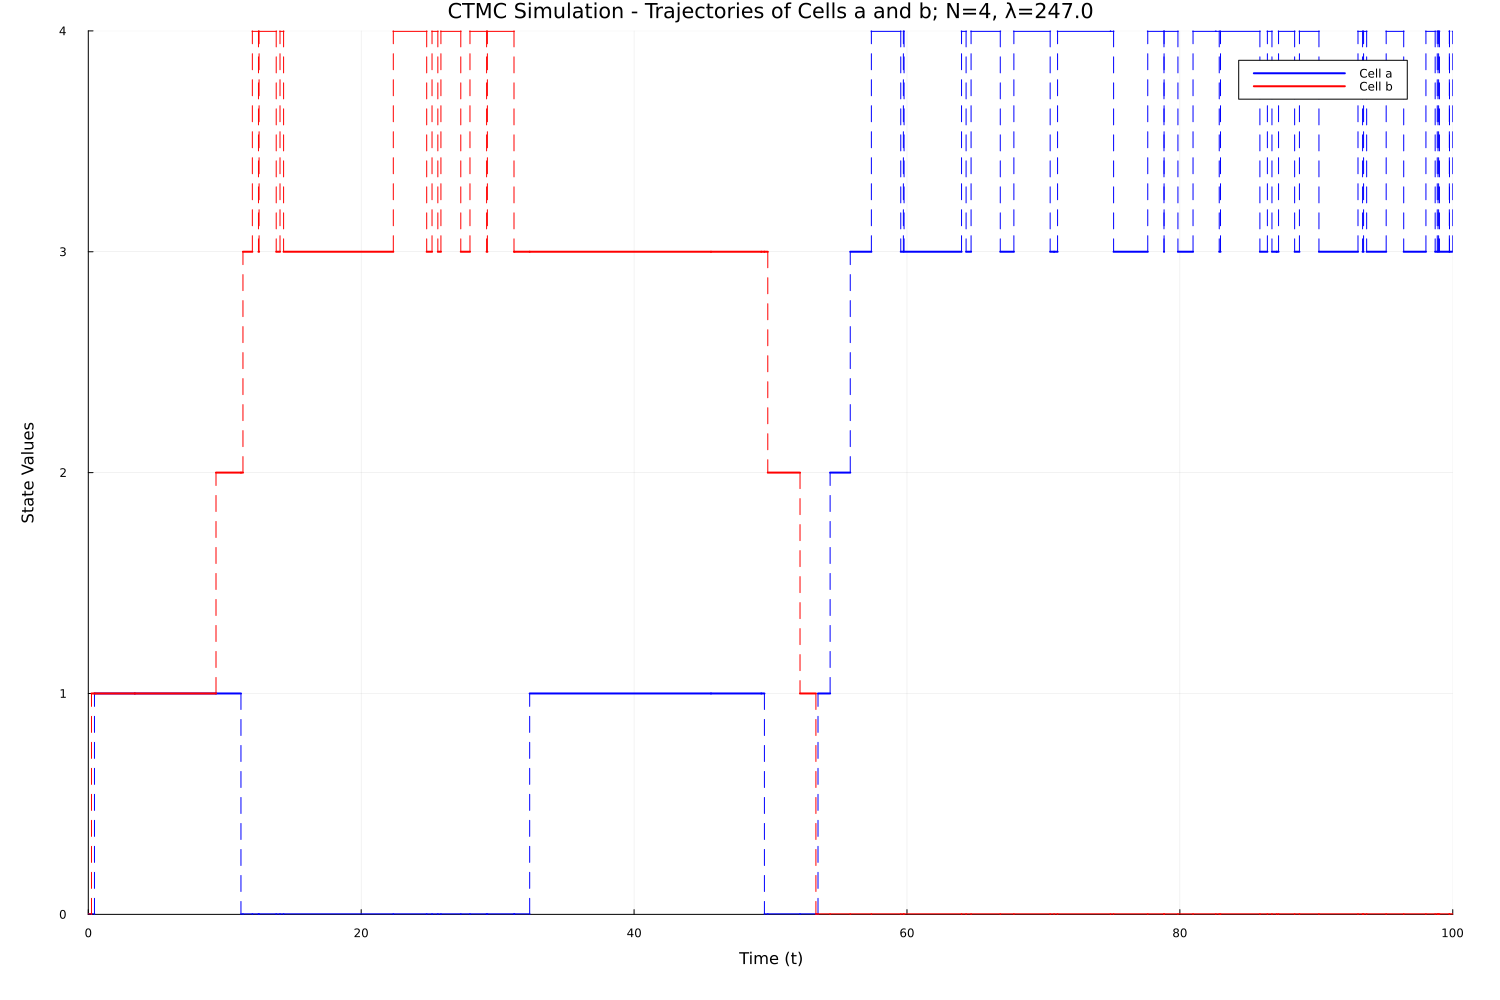 CTMC Simulation - Trajectories of Cells a and b; N=4, λ=247.0
4
Cell a
Cell b
3
State Values
2
1
0
0 20 40 60 80 100
Time (t)